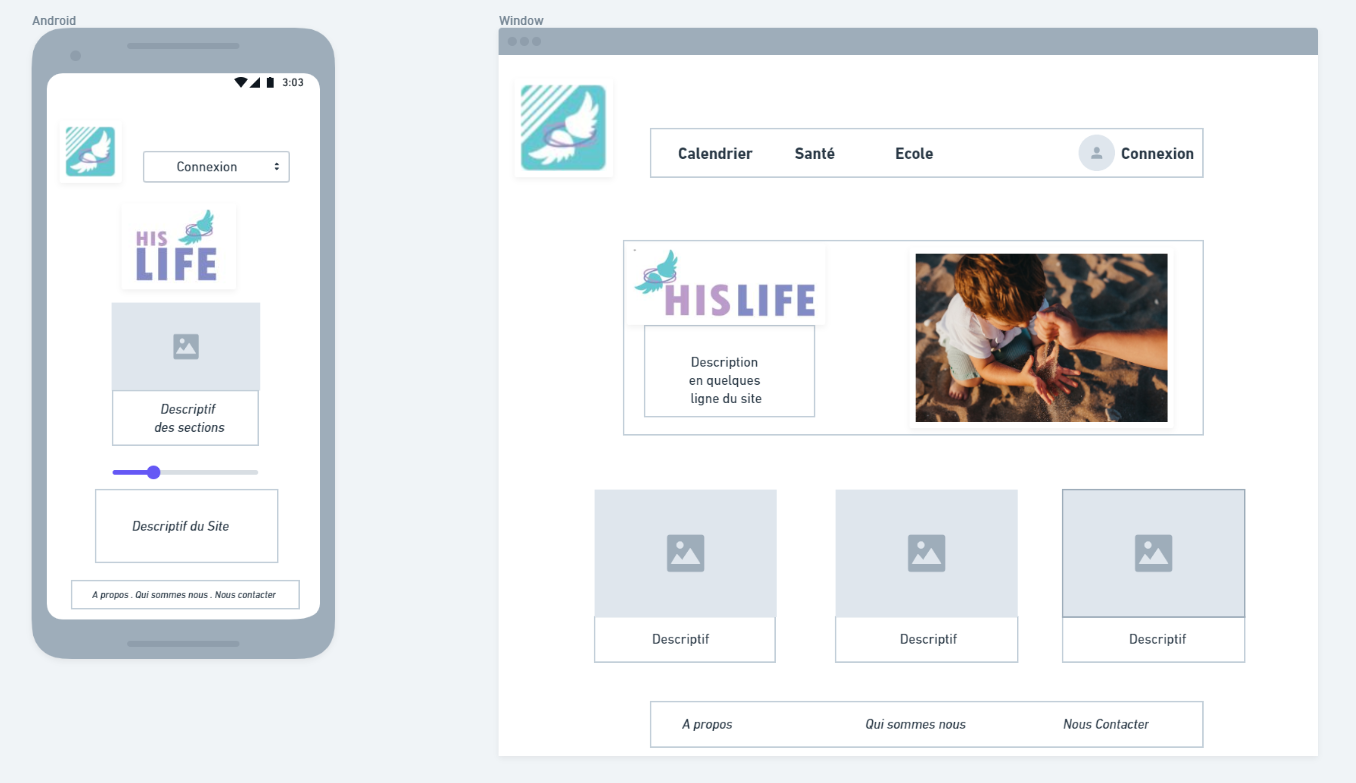 Android
3:03
Connexion
HIS
LIFE
Descriptif
des sections
Descriptif du Site
A propos . Qui sommes nous . Nous contacter
Window
Calendrier Santé Ecole Connexion
HISLIFE
Description
en quelques
ligne du site
Descriptif Descriptif Descriptif
A propos Qui sommes nous Nous Contacter